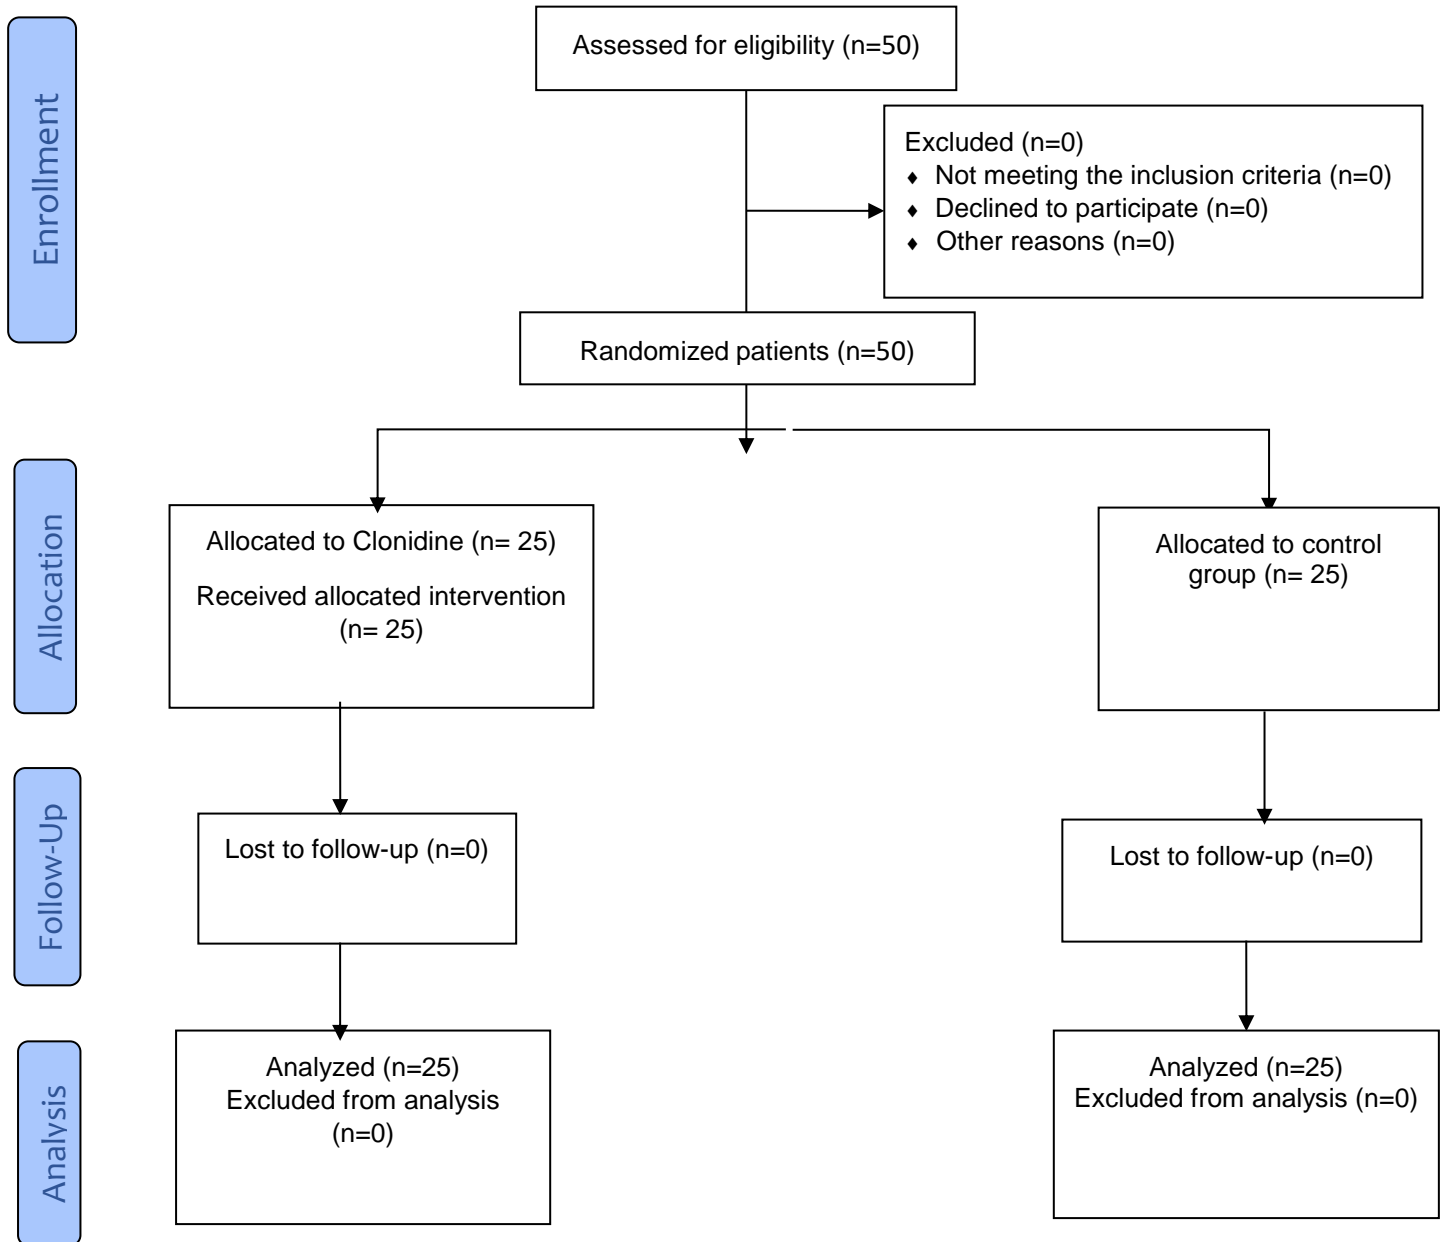 Enrollment
Assessed for eligibility (n=50)
Excluded (n=0)
♦ Not meeting the inclusion criteria (n=0)
♦ Declined to participate (n=0)
♦ Other reasons (n=0)
Randomized patients (n=50)
Allocation
Allocated to Clonidine (n= 25)
Received allocated intervention
(n= 25)
Allocated to control
group (n= 25)
Follow-Up
Lost to follow-up (n=0)
Lost to follow-up (n=0)
Analysis
Analyzed (n=25)
Excluded from analysis
(n=0)
Analyzed (n=25)
Excluded from analysis (n=0)